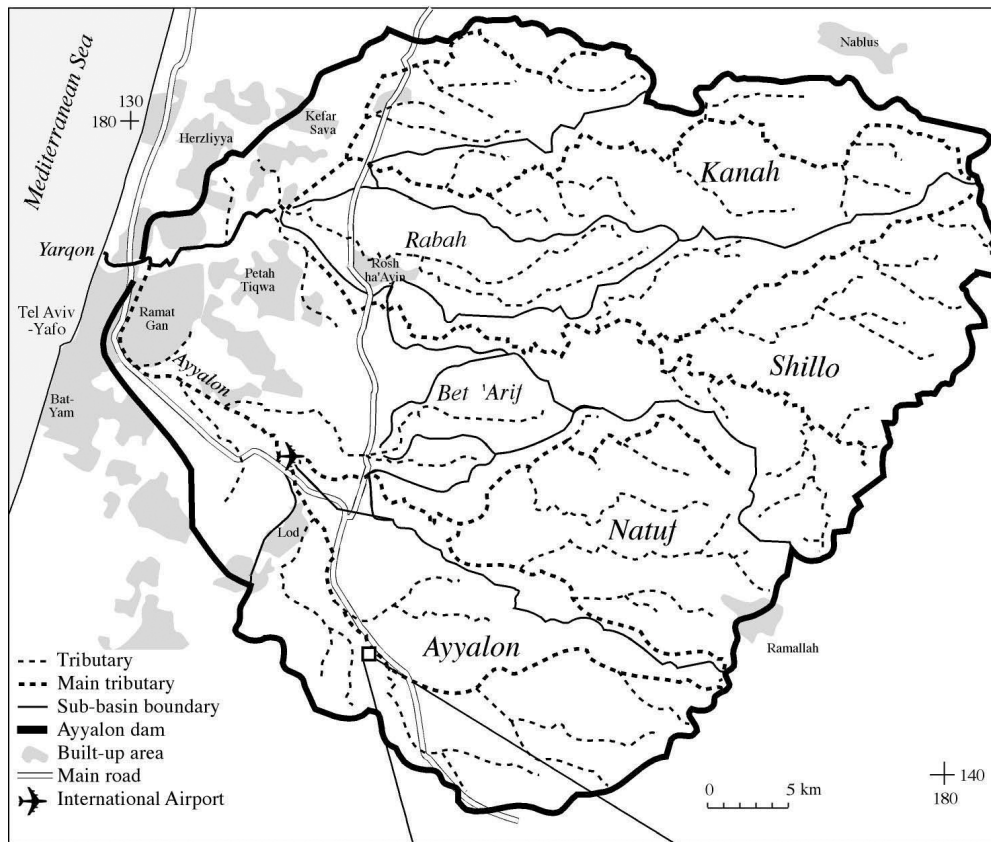 Mediterranean Sea
130
180
Nablus
Kefar
Sava
Herzliyya
Kanah
Yarqon
Rabah
Rosh
ha'Ayin
Petah
Tiqwa
Ramat
Gan
Tel Aviv
-Yafo
Ayyalon
Shillo
Bat-
Yam
Bet 'Arif
Natuf
Lod
Ayyalon
Ramallah
Tributary
Main tributary
Sub-basin boundary
Ayyalon dam
Built-up area
Main road
International Airport
0 5 km
140
180